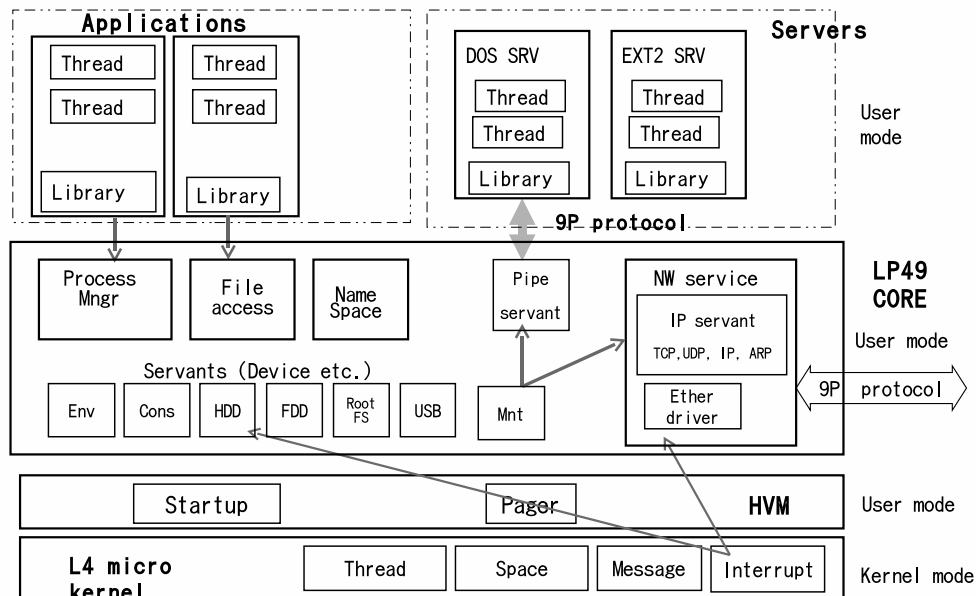 Applications
Thread
Thread
Library
Thread
Thread
Library
Servers
DOS SRV
Thread
Thread
Library
EXT2 SRV
Thread
Thread
Library
User
mode
9P protocol
Process
Mngr
File
access
Name
Space
Pipe
servant
NW service
IP servant
TCP,UDP, IP, ARP
Ether
driver
LP49
CORE
User mode
9P protocol
Servants (Device etc.)
Env
Cons
HDD
FDD
Root
FS
USB
Mnt
Startup
Pager
HVM
User mode
L4 micro
kernel
Thread
Space
Message
Interrupt
Kernel mode